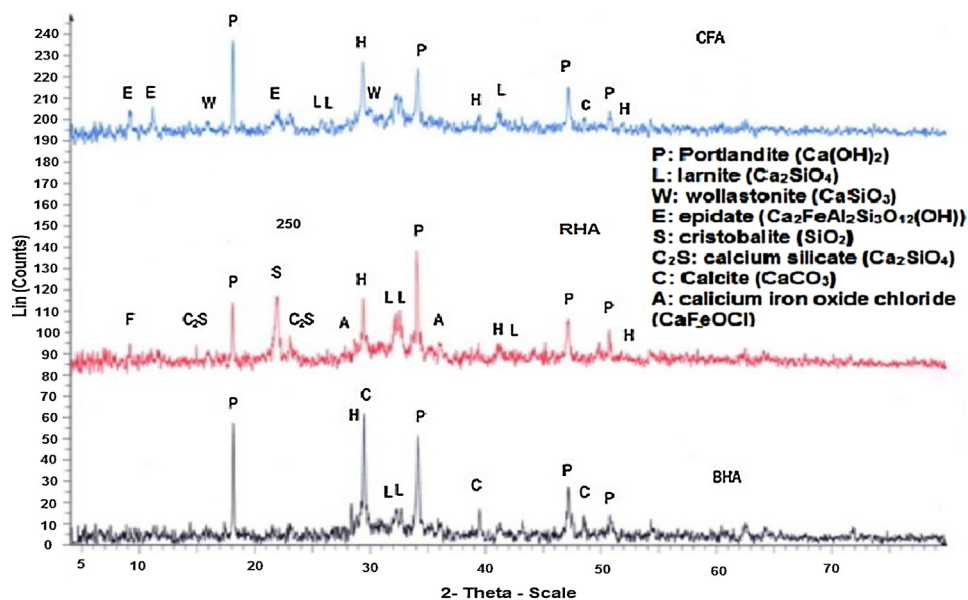 240
230
220
210
200
190
180
170
160
150
140
130
120
110
100
90
80
70
60
50
40
30
20
10
0
Lin (Counts)
P H P CFA
E E W E L L W H L P c P H
P: Portlandite (Ca(OH)₂)
L: larnite (Ca₂SiO₄)
W: wollastonite (CaSiO₃)
E: epidate (Ca₂FeAl₂Si₃O₁₂(OH))
S: cristobalite (SiO₂)
C₂S: calcium silicate (Ca₂SiO₄)
C: Calcite (CaCO₃)
A: calicium iron oxide chloride
(CaFeOCl)
250 P RHA
F C₂S P S C₂S A H L L A H L P P H
P H C L L P C P C P BHA
5 10 20 30 40 50 60 70
2- Theta - Scale